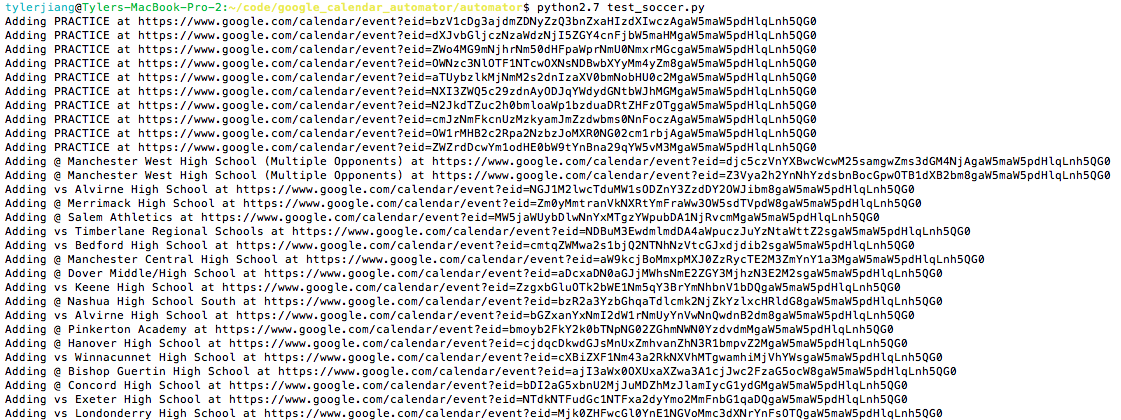 tylerjiang@Tylers-MacBook-Pro-2:~/code/google_calendar_automator/automator$ python2.7 test_soccer.py
Adding PRACTICE at https://www.google.com/calendar/event?eid=bzV1cDg3ajdmZDNyZzQ3bnZxaHIzdXIwczAgaW5maW5pdHlqLnh5QG0
Adding PRACTICE at https://www.google.com/calendar/event?eid=dXJvbGljczNzaWdzNjI5ZGY4cnFjbW5maHMgaW5maW5pdHlqLnh5QG0
Adding PRACTICE at https://www.google.com/calendar/event?eid=ZWo4MG9mNjhrNm50dHFpaWprNmU0NmxrMGcgaW5maW5pdHlqLnh5QG0
Adding PRACTICE at https://www.google.com/calendar/event?eid=OWNzc3NlOTF1NTcwOXNsNDBwbXYyMm4yZm8gaW5maW5pdHlqLnh5QG0
Adding PRACTICE at https://www.google.com/calendar/event?eid=aTUybzlkMjNmM2s2dnIzaXV0bmNobHU0c2MgaW5maW5pdHlqLnh5QG0
Adding PRACTICE at https://www.google.com/calendar/event?eid=NXI3ZWQ5c29zdnAyODJqYWdydGNtbWJhMGMgaW5maW5pdHlqLnh5QG0
Adding PRACTICE at https://www.google.com/calendar/event?eid=N2JkdTZuc2h0bmloaWp1bzduaDRtZHFzOTggaW5maW5pdHlqLnh5QG0
Adding PRACTICE at https://www.google.com/calendar/event?eid=cmJzNmFkcnUzMzkyamJmZzdwbms0NnFoczAgaW5maW5pdHlqLnh5QG0
Adding PRACTICE at https://www.google.com/calendar/event?eid=OW1rMHB2c2Rpa2NzbzJoMXR0NG02cm1rbjAgaW5maW5pdHlqLnh5QG0
Adding PRACTICE at https://www.google.com/calendar/event?eid=ZWZrdDcwYm1odHE0bW9tYnBna29qYW5vM3MgaW5maW5pdHlqLnh5QG0
Adding @ Manchester West High School (Multiple Opponents) at https://www.google.com/calendar/event?eid=djc5czVnYXBwcWcwM25samgwZms3dGM4NjAgaW5maW5pdHlqLnh5QG0
Adding @ Manchester West High School (Multiple Opponents) at https://www.google.com/calendar/event?eid=Z3Vya2h2YnNhYzdsbnBocGpwOTB1dXB2bm8gaW5maW5pdHlqLnh5QG0
Adding vs Alvirne High School at https://www.google.com/calendar/event?eid=NGJ1M2lwcTduMW1sODZnY3ZzdDY2OWJibm8gaW5maW5pdHlqLnh5QG0
Adding @ Merrimack High School at https://www.google.com/calendar/event?eid=Zm0yMmtranVkNXRtYmFraWw3OW5sdTVpdW8gaW5maW5pdHlqLnh5QG0
Adding @ Salem Athletics at https://www.google.com/calendar/event?eid=MW5jaWUybDlwNnYxMTgzYWpubDA1NjRvcmMgaW5maW5pdHlqLnh5QG0
Adding vs Timberlane Regional Schools at https://www.google.com/calendar/event?eid=NDBuM3EwdmlmdDA4aWpuczJuYzNtaWttZ2sgaW5maW5pdHlqLnh5QG0
Adding vs Bedford High School at https://www.google.com/calendar/event?eid=cmtqZWMwa2s1bjQ2NTNhNzVtcGJxdjdib2sgaW5maW5pdHlqLnh5QG0
Adding @ Manchester Central High School at https://www.google.com/calendar/event?eid=aW9kcjBoMmxpMXJ0ZzRycTE2M3ZmYnY1a3MgaW5maW5pdHlqLnh5QG0
Adding @ Dover Middle/High School at https://www.google.com/calendar/event?eid=aDcxaDN0aGJjMWhsNmE2ZGY3MjhzN3E2M2sgaW5maW5pdHlqLnh5QG0
Adding vs Keene High School at https://www.google.com/calendar/event?eid=ZzgxbGluOTk2bWE1Nm5qY3BrYmNhbnV1bDQgaW5maW5pdHlqLnh5QG0
Adding @ Nashua High School South at https://www.google.com/calendar/event?eid=bzR2a3YzbGhqaTdlcmk2NjZkYzlxcHRldG8gaW5maW5pdHlqLnh5QG0
Adding vs Alvirne High School at https://www.google.com/calendar/event?eid=bGZxanYxNmI2dW1rNmUyYnVwNnQwdnB2dm8gaW5maW5pdHlqLnh5QG0
Adding @ Pinkerton Academy at https://www.google.com/calendar/event?eid=bmoyb2FkY2k0bTNpNG02ZGhmNWN0YzdvdmMgaW5maW5pdHlqLnh5QG0
Adding @ Hanover High School at https://www.google.com/calendar/event?eid=cjdqcDkwdGJsMnUxZmhvanZhN3R1bmpvZ2MgaW5maW5pdHlqLnh5QG0
Adding vs Winnacunnet High School at https://www.google.com/calendar/event?eid=cXBiZXF1Nm43a2RkNXVhMTgwamhiMjVhYWsgaW5maW5pdHlqLnh5QG0
Adding @ Bishop Guertin High School at https://www.google.com/calendar/event?eid=ajI3aWx0OXUxaXZwa3A1cjJwc2FzaG5ocW8gaW5maW5pdHlqLnh5QG0
Adding @ Concord High School at https://www.google.com/calendar/event?eid=bDI2aG5xbnU2MjJuMDZhMzJlamIycG1ydGMgaW5maW5pdHlqLnh5QG0
Adding vs Exeter High School at https://www.google.com/calendar/event?eid=NTdkNTFudGc1NTFxa2dyYmo2MmFnbG1qaDQgaW5maW5pdHlqLnh5QG0
Adding vs Londonderry High School at https://www.google.com/calendar/event?eid=Mjk0ZHFwcGl0YnE1NGVoMmc3dXNrYnFsOTQgaW5maW5pdHlqLnh5QG0